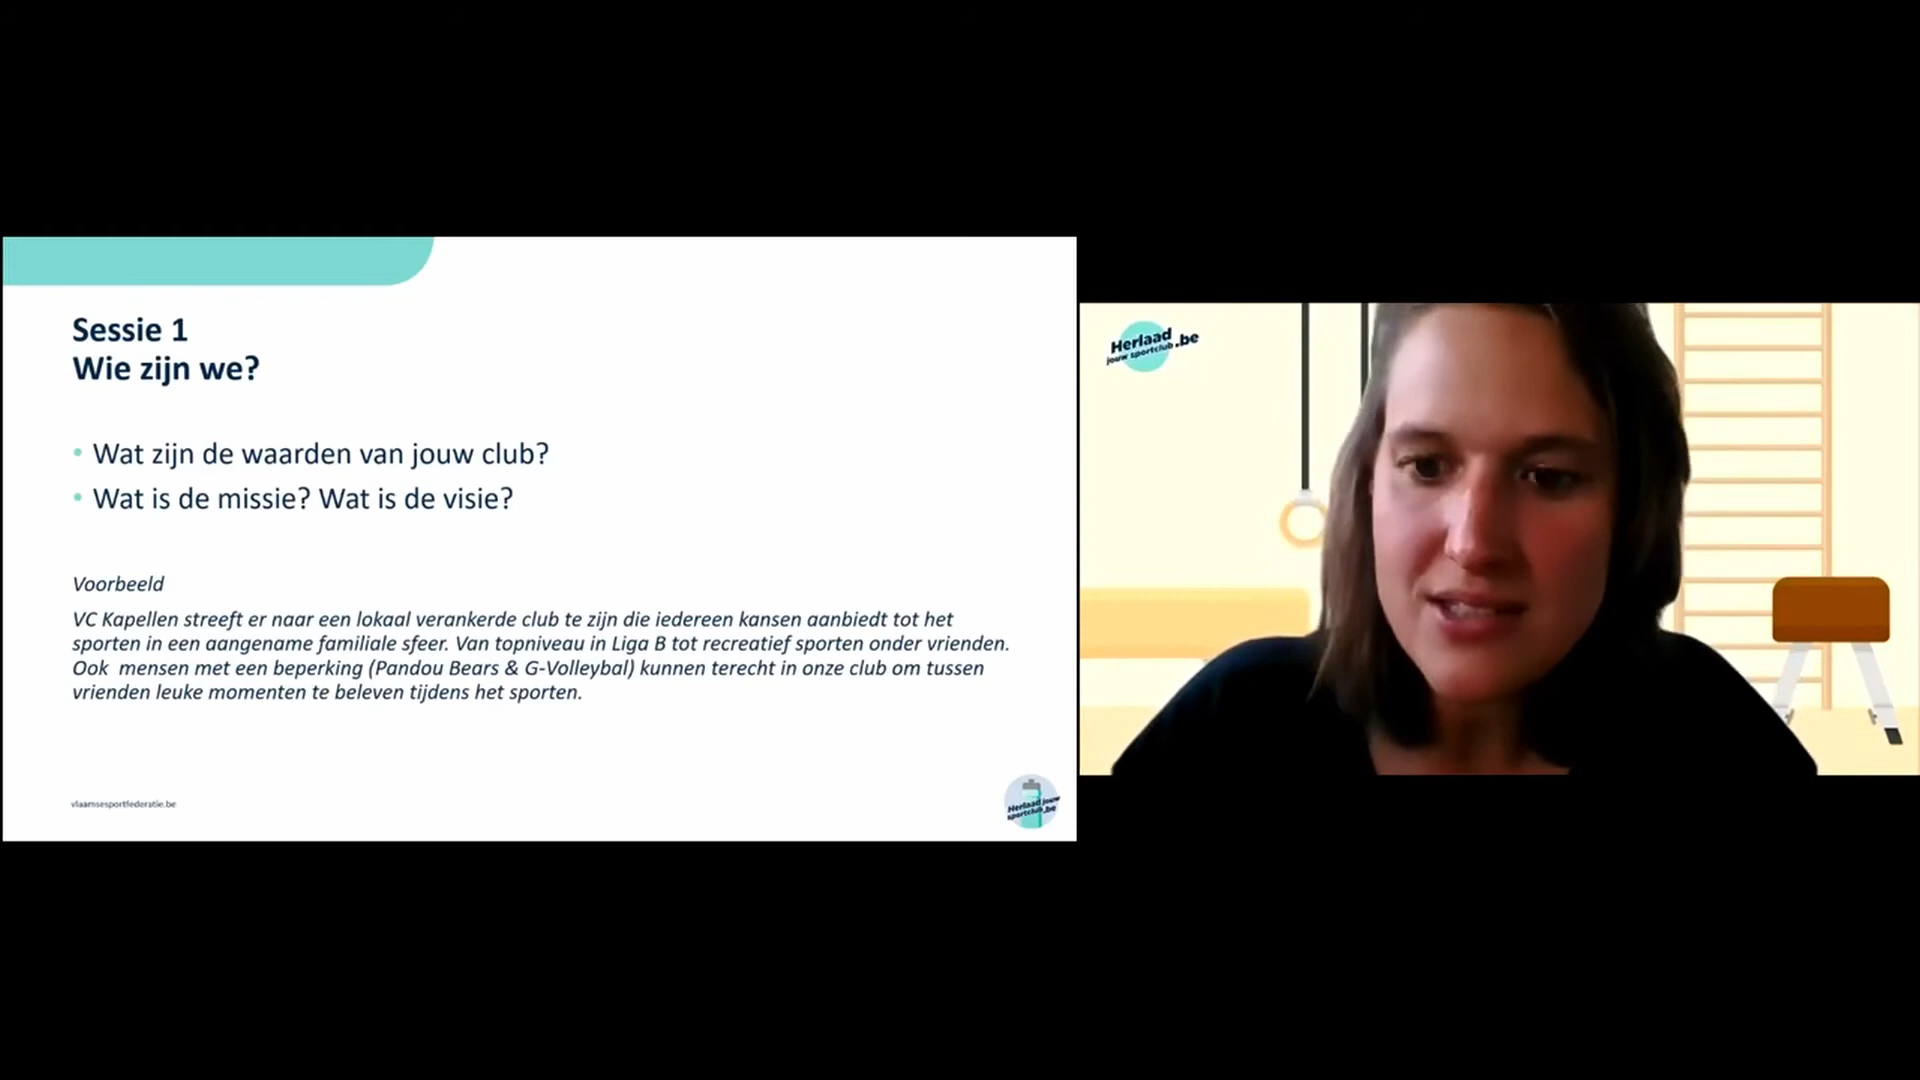 Sessie 1
Wie zijn we?
• Wat zijn de waarden van jouw club?
• Wat is de missie? Wat is de visie?
Voorbeeld
VC Kapellen streeft er naar een lokaal verankerde club te zijn die iedereen kansen aanbiedt tot het
sporten in een aangename familiale sfeer. Van topniveau in Liga B tot recreatief sporten onder vrienden.
Ook mensen met een beperking (Pandou Bears & G-Volleybal) kunnen terecht in onze club om tussen
vrienden leuke momenten te beleven tijdens het sporten.
vlaamsesportfederatie.be
Herlaad jouw
sportclub.be
Herlaad
jouw sportclub.be